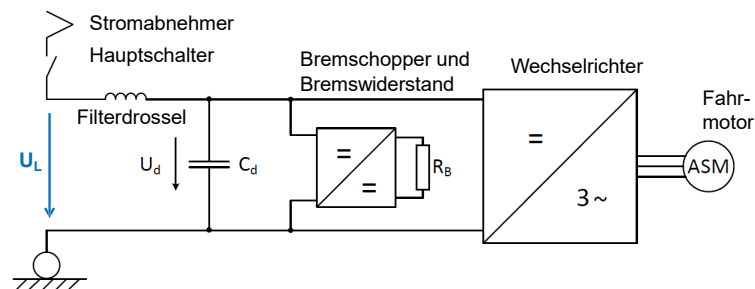 Stromabnehmer
Hauptschalter
Bremschopper und
Bremswiderstand
Wechselrichter
Fahr-
motor
Filterdrossel
U_L
U_d
C_d
=
=
R_B
=
3 ~
ASM